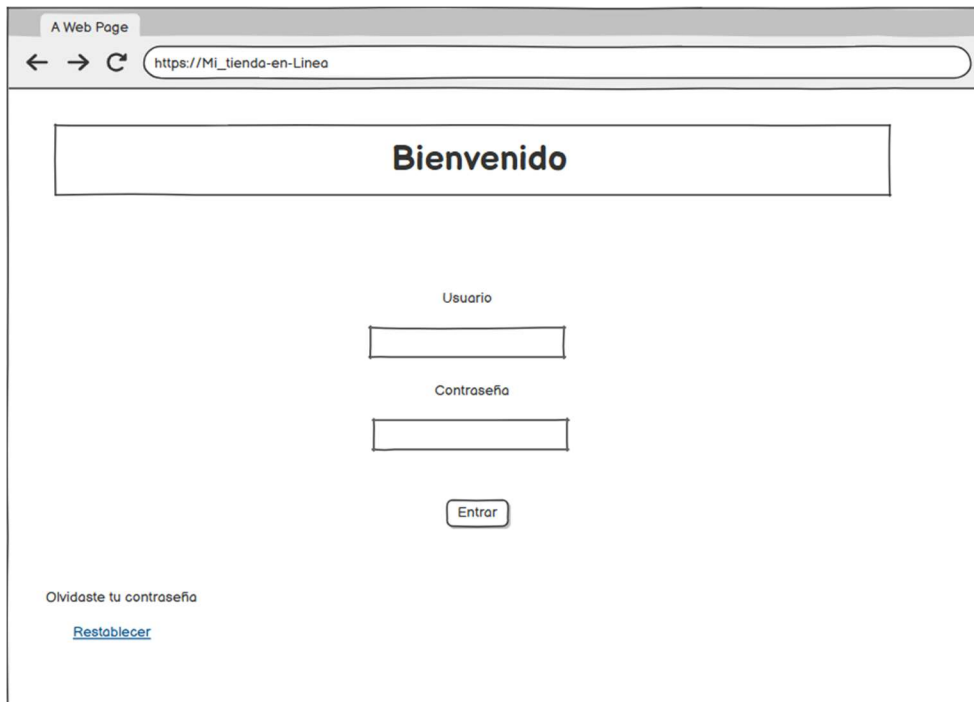 A Web Page
https://Mi_tienda-en-Linea
Bienvenido
Usuario
Contraseña
Entrar
Olvidaste tu contraseña
Restablecer